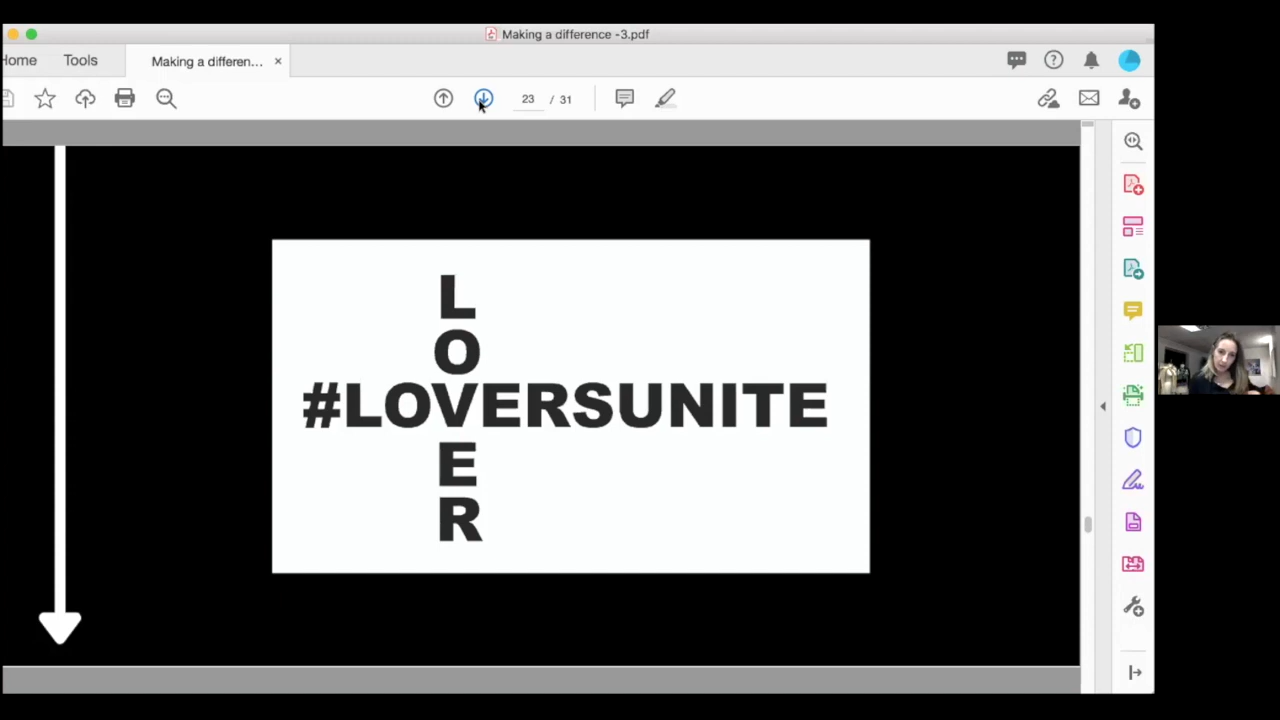 Making a difference -3.pdf
Home
Tools
Making a differen...
23 / 31
L
O
#LOVERSUNITE
E
R